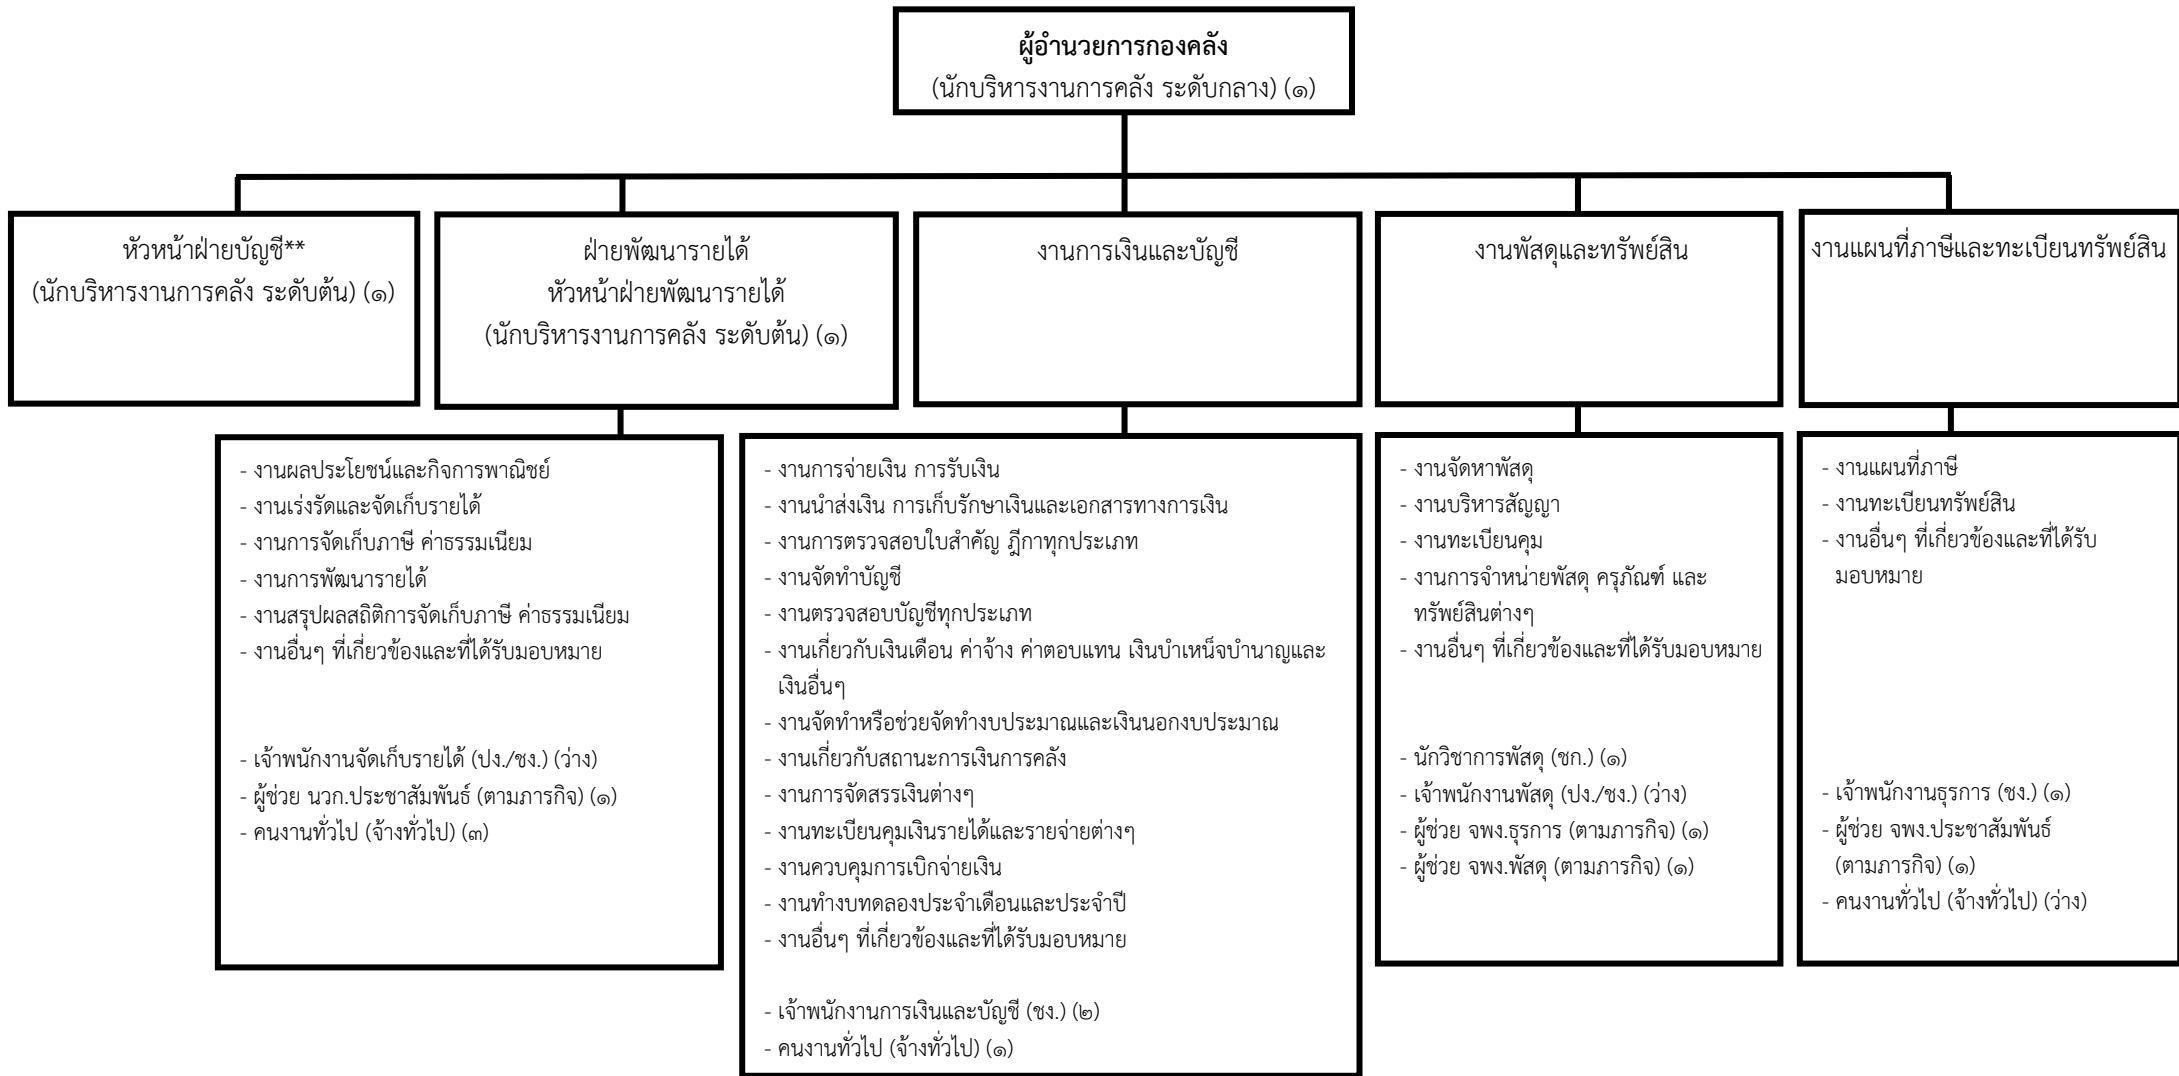 ผู้อำนวยการกองคลัง
(นักบริหารงานการคลัง ระดับกลาง) (๑)
หัวหน้าฝ่ายบัญชี**
(นักบริหารงานการคลัง ระดับต้น) (๑)
ฝ่ายพัฒนารายได้
หัวหน้าฝ่ายพัฒนารายได้
(นักบริหารงานการคลัง ระดับต้น) (๑)
งานการเงินและบัญชี
งานพัสดุและทรัพย์สิน
งานแผนที่ภาษีและทะเบียนทรัพย์สิน
- งานผลประโยชน์และกิจการพาณิชย์
- งานเร่งรัดและจัดเก็บรายได้
- งานการจัดเก็บภาษี ค่าธรรมเนียม
- งานการพัฒนารายได้
- งานสรุปผลสถิติการจัดเก็บภาษี ค่าธรรมเนียม
- งานอื่นๆ ที่เกี่ยวข้องและที่ได้รับมอบหมาย
- เจ้าพนักงานจัดเก็บรายได้ (ปง./ชง.) (ว่าง)
- ผู้ช่วย นวก.ประชาสัมพันธ์ (ตามภารกิจ) (๑)
- คนงานทั่วไป (จ้างทั่วไป) (๓)
- งานการจ่ายเงิน การรับเงิน
- งานนำส่งเงิน การเก็บรักษาเงินและเอกสารทางการเงิน
- งานการตรวจสอบใบสำคัญ ฎีกาทุกประเภท
- งานจัดทำบัญชี
- งานตรวจสอบบัญชีทุกประเภท
- งานเกี่ยวกับเงินเดือน ค่าจ้าง ค่าตอบแทน เงินบำเหน็จบำนาญและ
เงินอื่นๆ
- งานจัดทำหรือช่วยจัดทำงบประมาณและเงินนอกงบประมาณ
- งานเกี่ยวกับสถานะการเงินการคลัง
- งานการจัดสรรเงินต่างๆ
- งานทะเบียนคุมเงินรายได้และรายจ่ายต่างๆ
- งานควบคุมการเบิกจ่ายเงิน
- งานทำงบทดลองประจำเดือนและประจำปี
- งานอื่นๆ ที่เกี่ยวข้องและที่ได้รับมอบหมาย
- เจ้าพนักงานการเงินและบัญชี (ชง.) (๒)
- คนงานทั่วไป (จ้างทั่วไป) (๑)
- งานจัดหาพัสดุ
- งานบริหารสัญญา
- งานทะเบียนคุม
- งานการจำหน่ายพัสดุ ครุภัณฑ์ และ
ทรัพย์สินต่างๆ
- งานอื่นๆ ที่เกี่ยวข้องและที่ได้รับมอบหมาย
- นักวิชาการพัสดุ (ชก.) (๑)
- เจ้าพนักงานพัสดุ (ปง./ชง.) (ว่าง)
- ผู้ช่วย จพง.ธุรการ (ตามภารกิจ) (๑)
- ผู้ช่วย จพง.พัสดุ (ตามภารกิจ) (๑)
- งานแผนที่ภาษี
- งานทะเบียนทรัพย์สิน
- งานอื่นๆ ที่เกี่ยวข้องและที่ได้รับ
มอบหมาย
- เจ้าพนักงานธุรการ (ชง.) (๑)
- ผู้ช่วย จพง.ประชาสัมพันธ์
(ตามภารกิจ) (๑)
- คนงานทั่วไป (จ้างทั่วไป) (ว่าง)